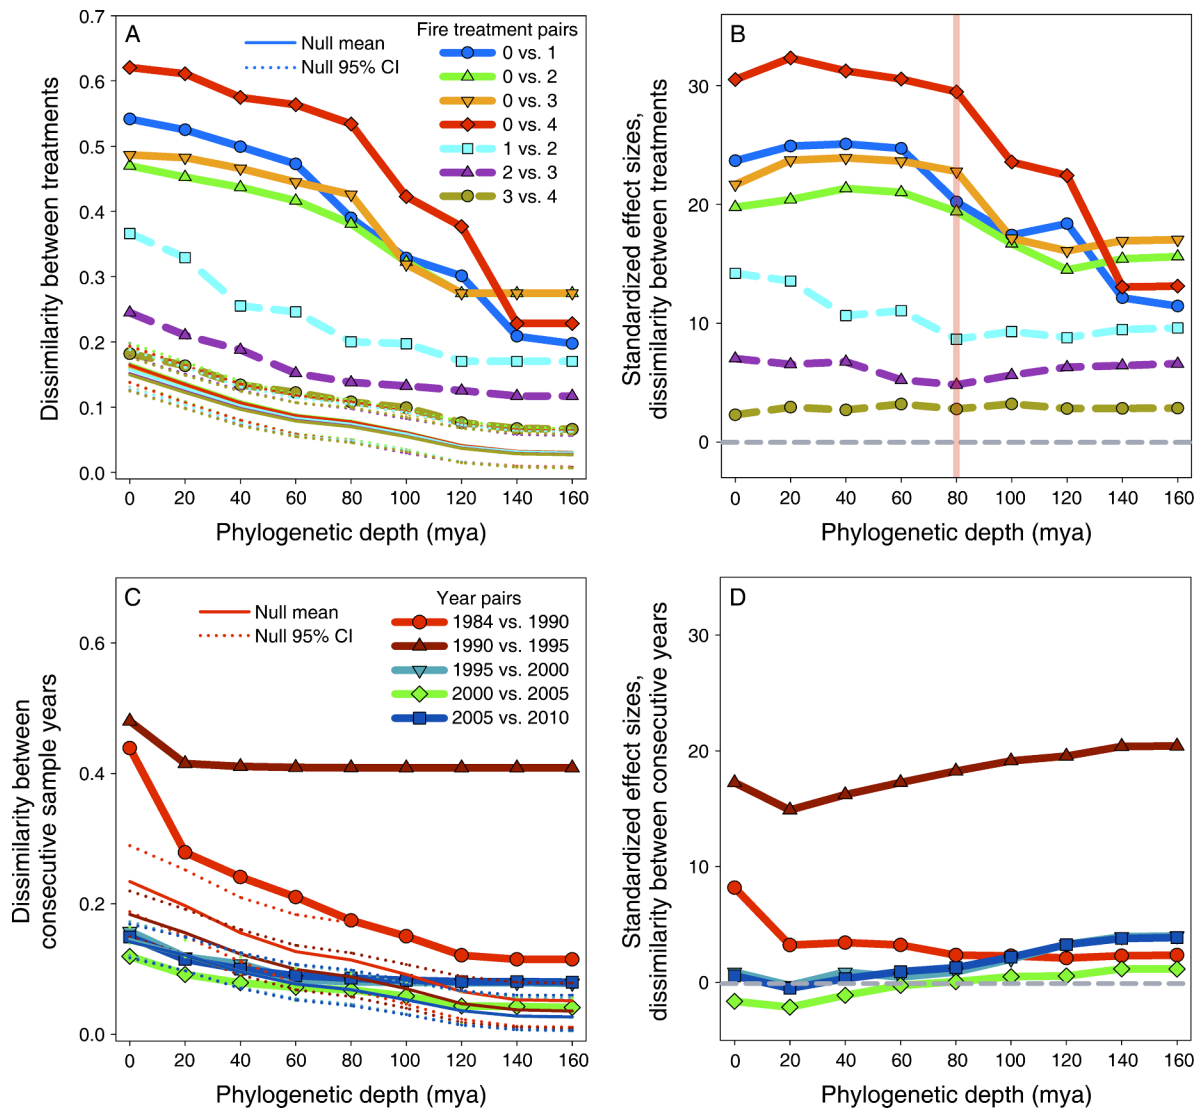 A
Fire treatment pairs
Null mean
Null 95% CI
0 vs. 1
0 vs. 2
0 vs. 3
0 vs. 4
1 vs. 2
2 vs. 3
3 vs. 4
Dissimilarity between treatments
0.7
0.6
0.5
0.4
0.3
0.2
0.1
0.0
0 20 40 60 80 100 120 140 160
Phylogenetic depth (mya)
B
Standardized effect sizes,
dissimilarity between treatments
30
20
10
0
0 20 40 60 80 100 120 140 160
Phylogenetic depth (mya)
C
Year pairs
Null mean
Null 95% CI
1984 vs. 1990
1990 vs. 1995
1995 vs. 2000
2000 vs. 2005
2005 vs. 2010
Dissimilarity between
consecutive sample years
0.6
0.4
0.2
0.0
0 20 40 60 80 100 120 140 160
Phylogenetic depth (mya)
D
Standardized effect sizes,
dissimilarity between consecutive years
30
20
10
0
0 20 40 60 80 100 120 140 160
Phylogenetic depth (mya)